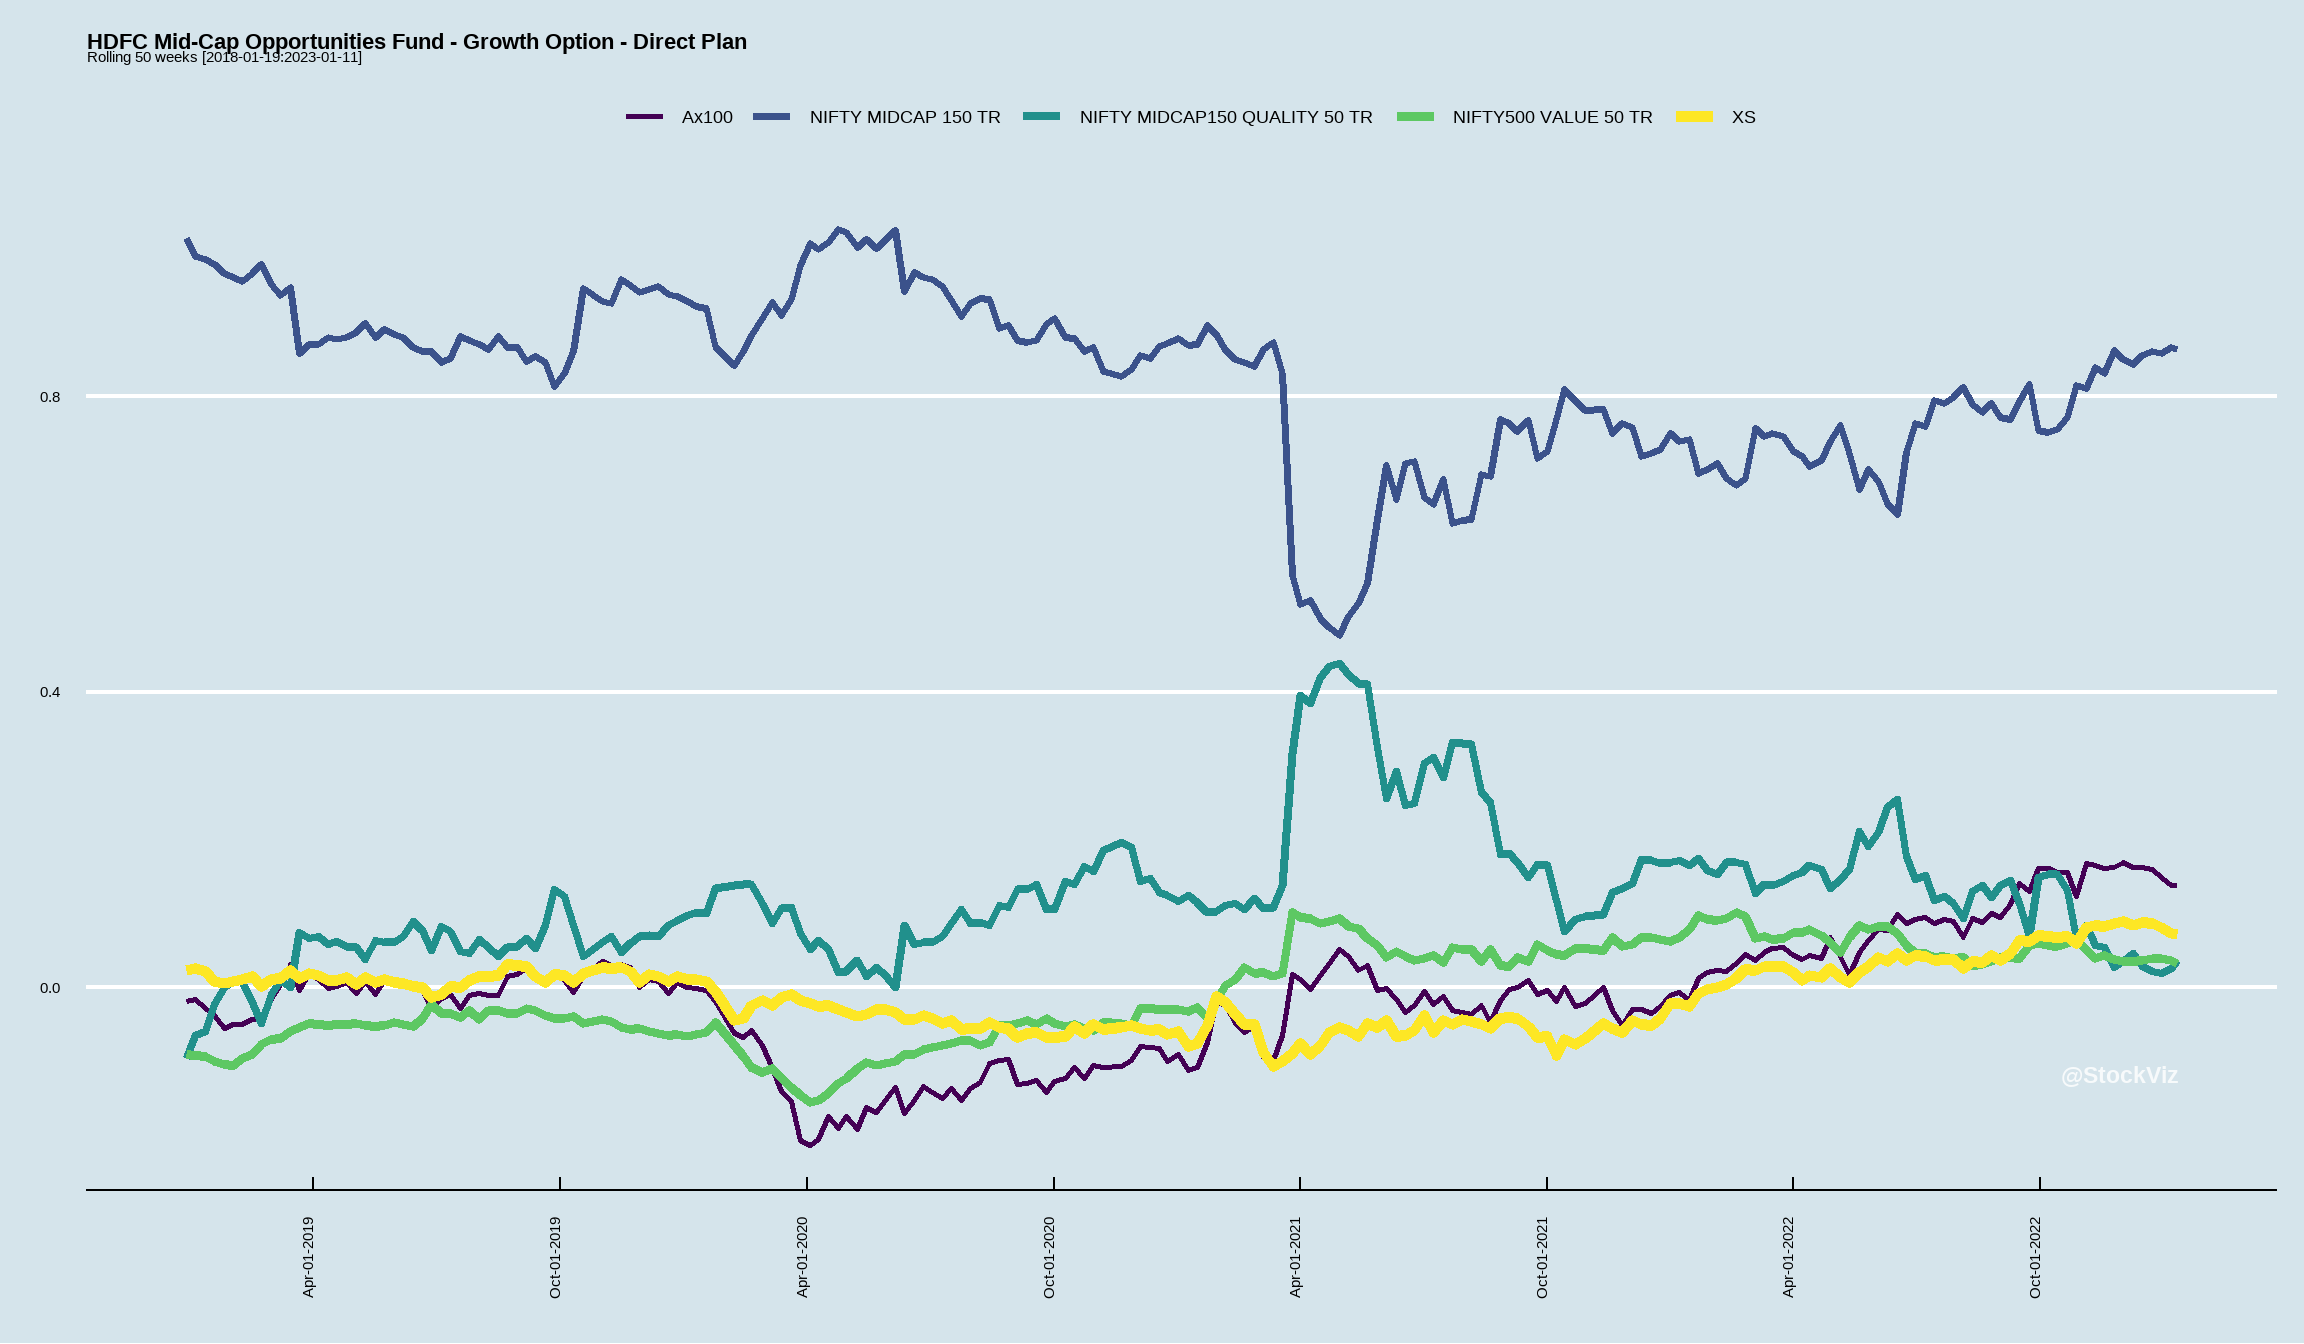 HDFC Mid-Cap Opportunities Fund - Growth Option - Direct Plan
Rolling 50 weeks [2018-01-19:2023-01-11]
Ax100 NIFTY MIDCAP 150 TR NIFTY MIDCAP150 QUALITY 50 TR NIFTY500 VALUE 50 TR XS
0.8
0.4
0.0
@StockViz
Apr-01-2019 Oct-01-2019 Apr-01-2020 Oct-01-2020 Apr-01-2021 Oct-01-2021 Apr-01-2022 Oct-01-2022